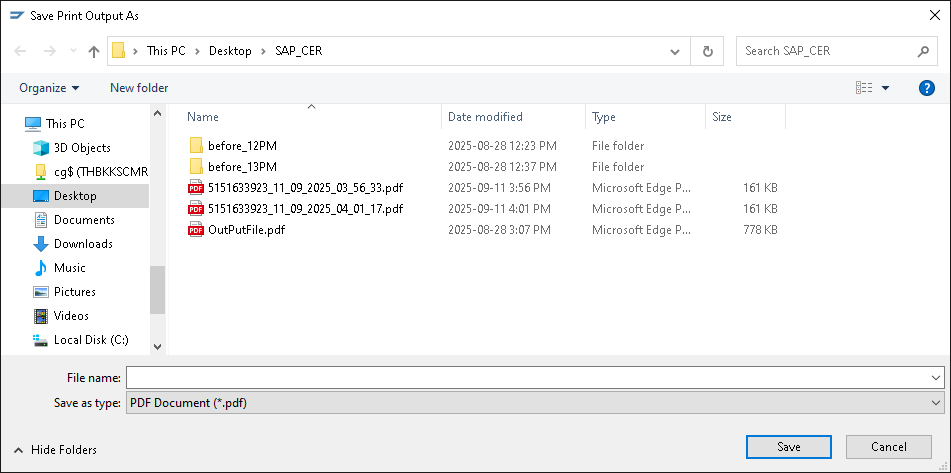 Save Print Output As
This PC > Desktop > SAP_CER
Search SAP_CER
Organize New folder
Name Date modified Type Size
This PC
3D Objects
cg$ (THBKKSCMR
Desktop
Documents
Downloads
Music
Pictures
Videos
Local Disk (C:)
before_12PM 2025-08-28 12:23 PM File folder
before_13PM 2025-08-28 12:37 PM File folder
PDF 5151633923_11_09_2025_03_56_33.pdf 2025-09-11 3:56 PM Microsoft Edge P... 161 KB
PDF 5151633923_11_09_2025_04_01_17.pdf 2025-09-11 4:01 PM Microsoft Edge P... 161 KB
PDF OutPutFile.pdf 2025-08-28 3:07 PM Microsoft Edge P... 778 KB
File name:
Save as type: PDF Document (*.pdf)
Hide Folders
Save Cancel